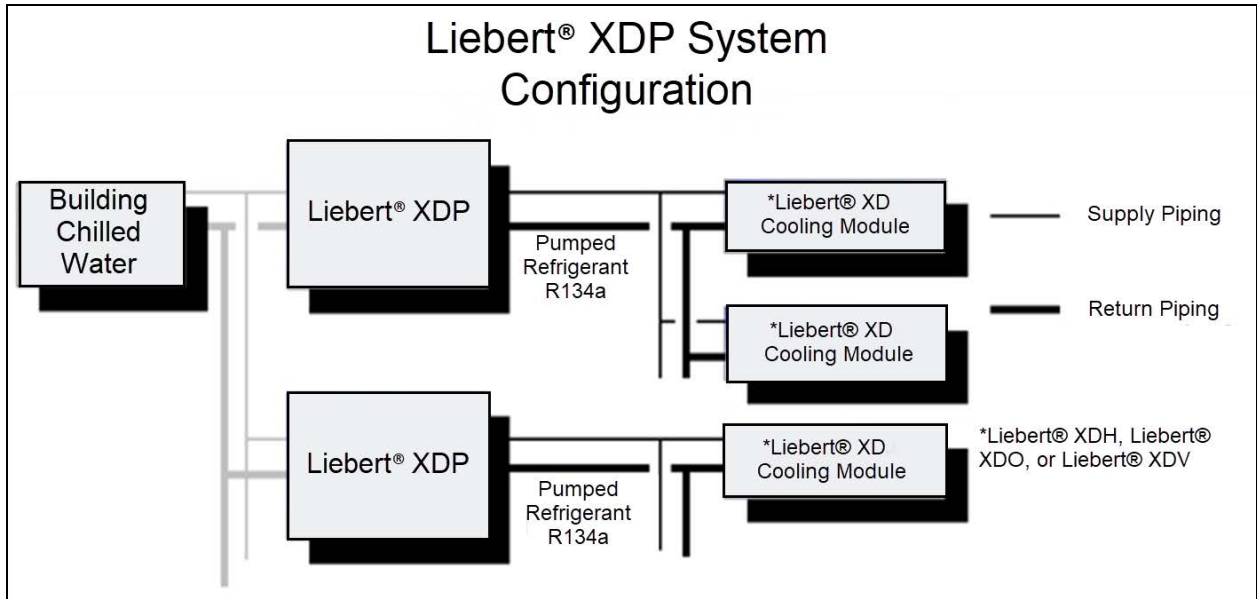 Liebert® XDP System
Configuration
Building
Chilled
Water
Liebert® XDP
Pumped
Refrigerant
R134a
*Liebert® XD
Cooling Module
Supply Piping
Return Piping
*Liebert® XD
Cooling Module
Liebert® XDP
Pumped
Refrigerant
R134a
*Liebert® XD
Cooling Module
*Liebert® XDH, Liebert®
XDO, or Liebert® XDV